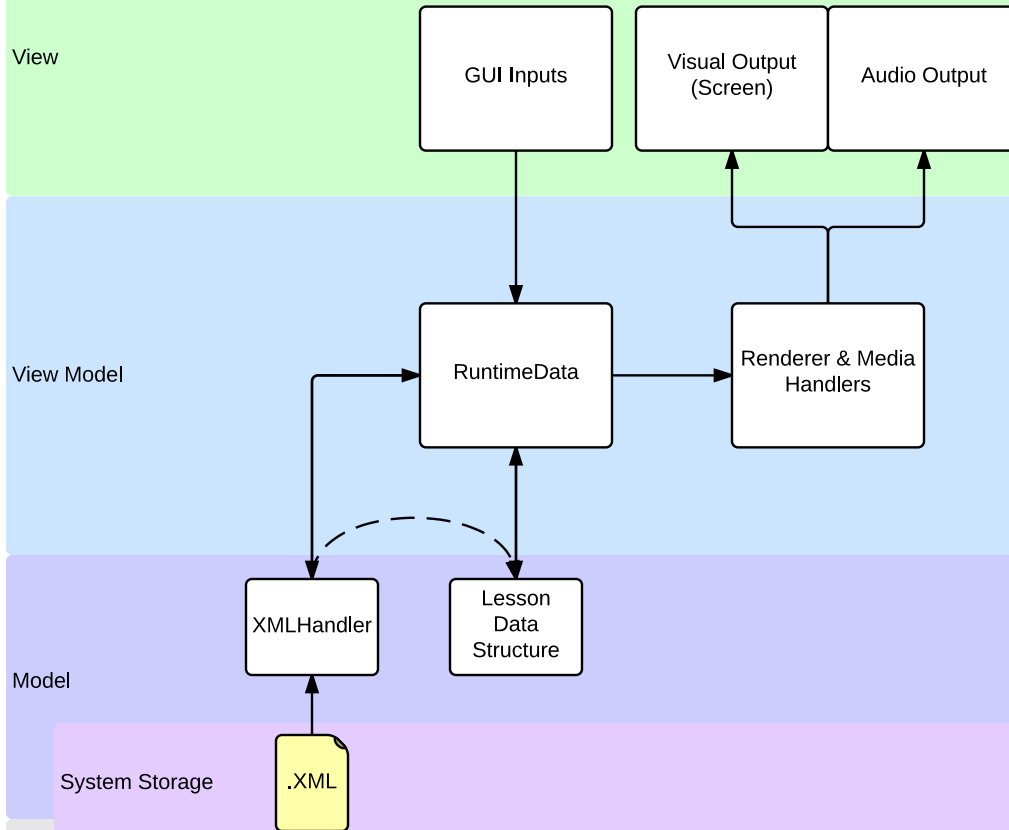 View
GUI Inputs
Visual Output
(Screen)
Audio Output
View Model
RuntimeData
Renderer & Media
Handlers
XMLHandler
Lesson
Data
Structure
Model
System Storage
.XML